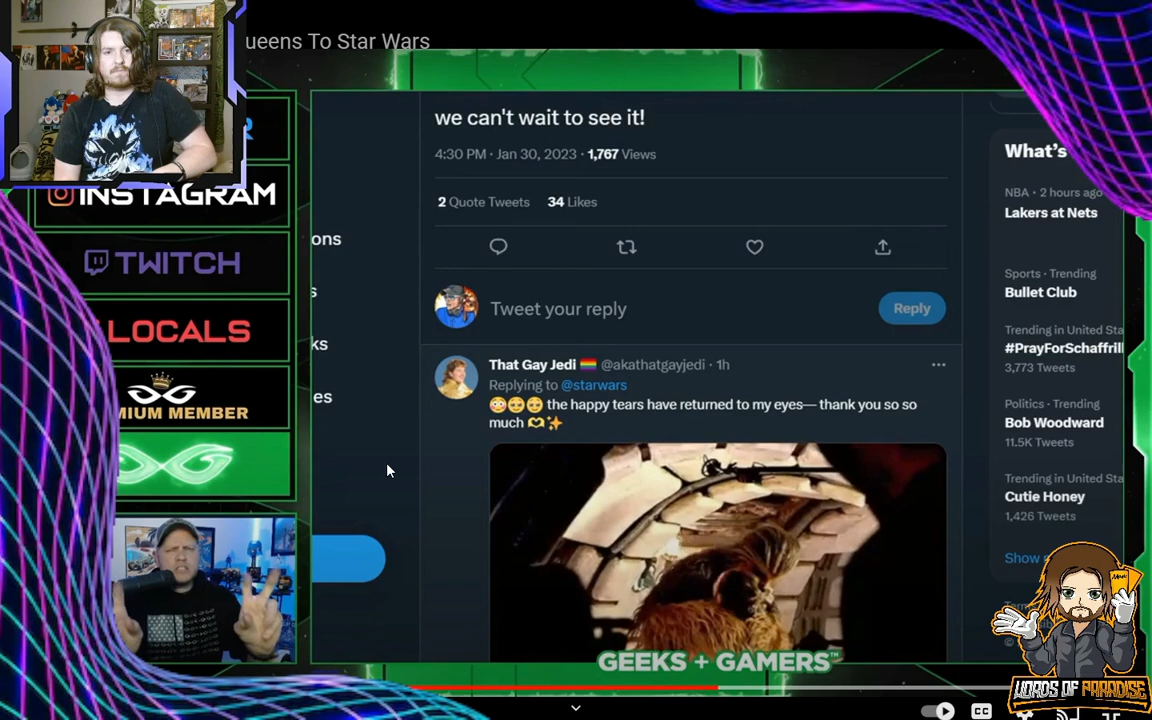 ueens To Star Wars
we can't wait to see it!
4:30 PM · Jan 30, 2023 · 1,767 Views
2 Quote Tweets 34 Likes
Tweet your reply
Reply
That Gay Jedi 🏳️‍🌈 @akathatgayjedi · 1h
Replying to @starwars
😳🥹🥹 the happy tears have returned to my eyes— thank you so so
much 🫶✨
GEEKS + GAMERS™
INSTAGRAM
TWITCH
LOCALS
MIUM MEMBER
ons
s
ks
es
What's
NBA · 2 hours ago
Lakers at Nets
Sports · Trending
Bullet Club
Trending in United Sta
#PrayForSchaffrill
3,773 Tweets
Politics · Trending
Bob Woodward
11.5K Tweets
Trending in United Sta
Cutie Honey
1,426 Tweets
Show
CC
WORDS OF PARADISE